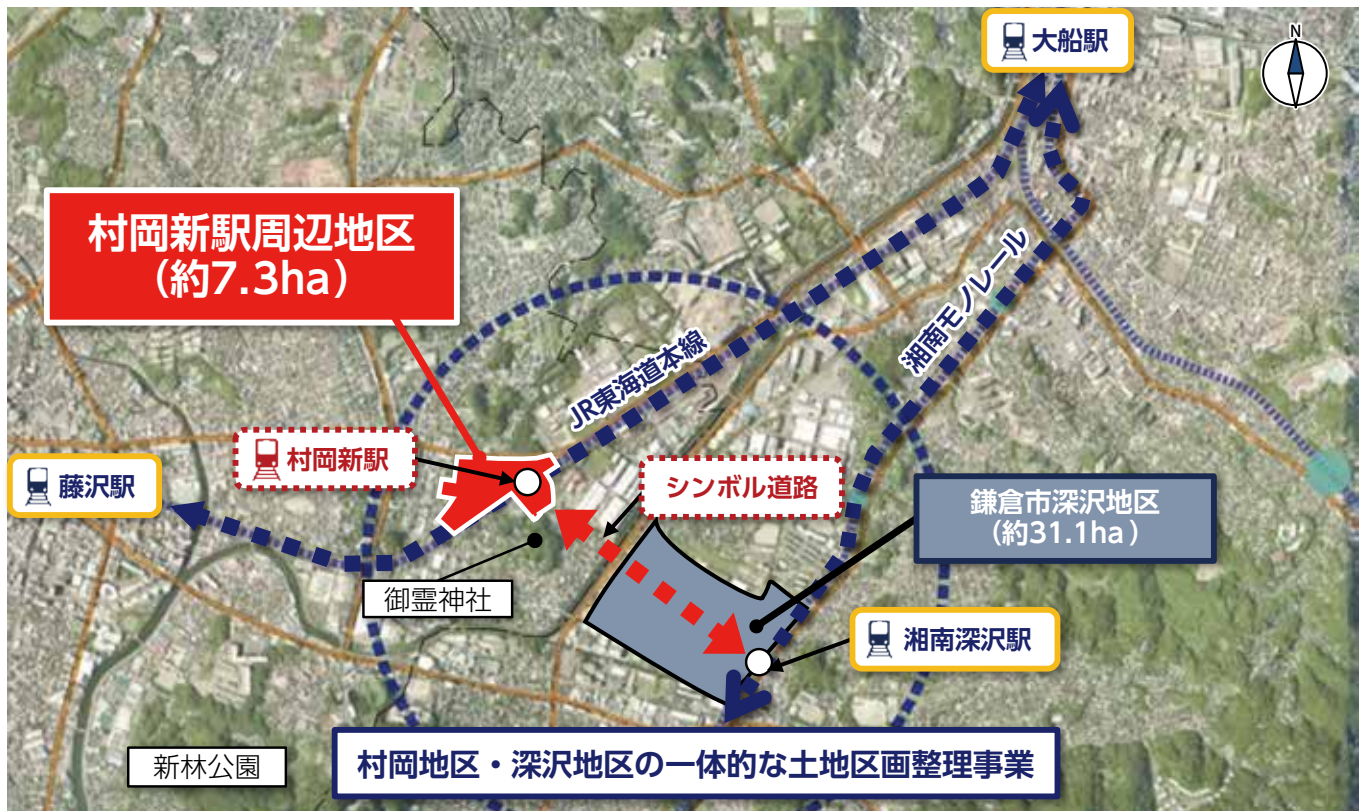 大船駅
N
村岡新駅周辺地区
（約7.3ha）
湘南モノレール
JR東海道本線
村岡新駅
藤沢駅
シンボル道路
鎌倉市深沢地区
（約31.1ha）
御霊神社
湘南深沢駅
新林公園
村岡地区・深沢地区の一体的な土地区画整理事業